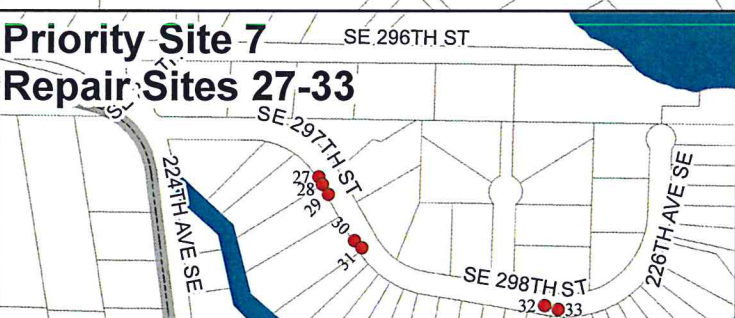 Priority Site 7
Repair Sites 27-33
SE 296TH ST
SE 297TH ST
224TH AVE SE
27
28
29
30
31
SE 298TH ST
32
33
226TH AVE SE